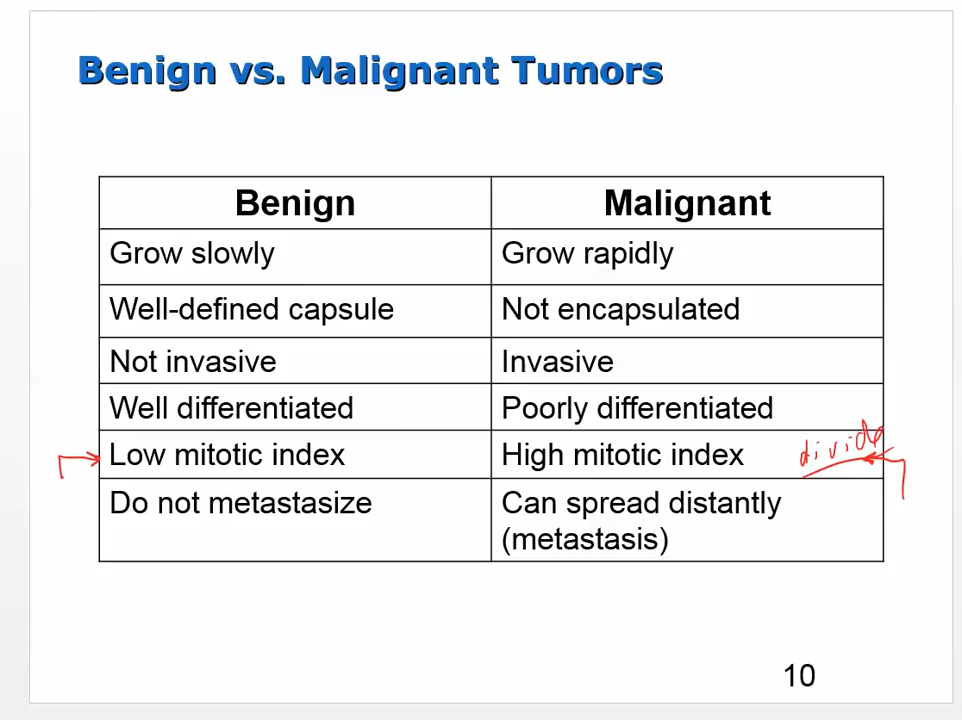 Benign vs. Malignant Tumors
Benign Malignant
Grow slowly Grow rapidly
Well-defined capsule Not encapsulated
Not invasive Invasive
Well differentiated Poorly differentiated
Low mitotic index High mitotic index divide
Do not metastasize Can spread distantly
(metastasis)
10